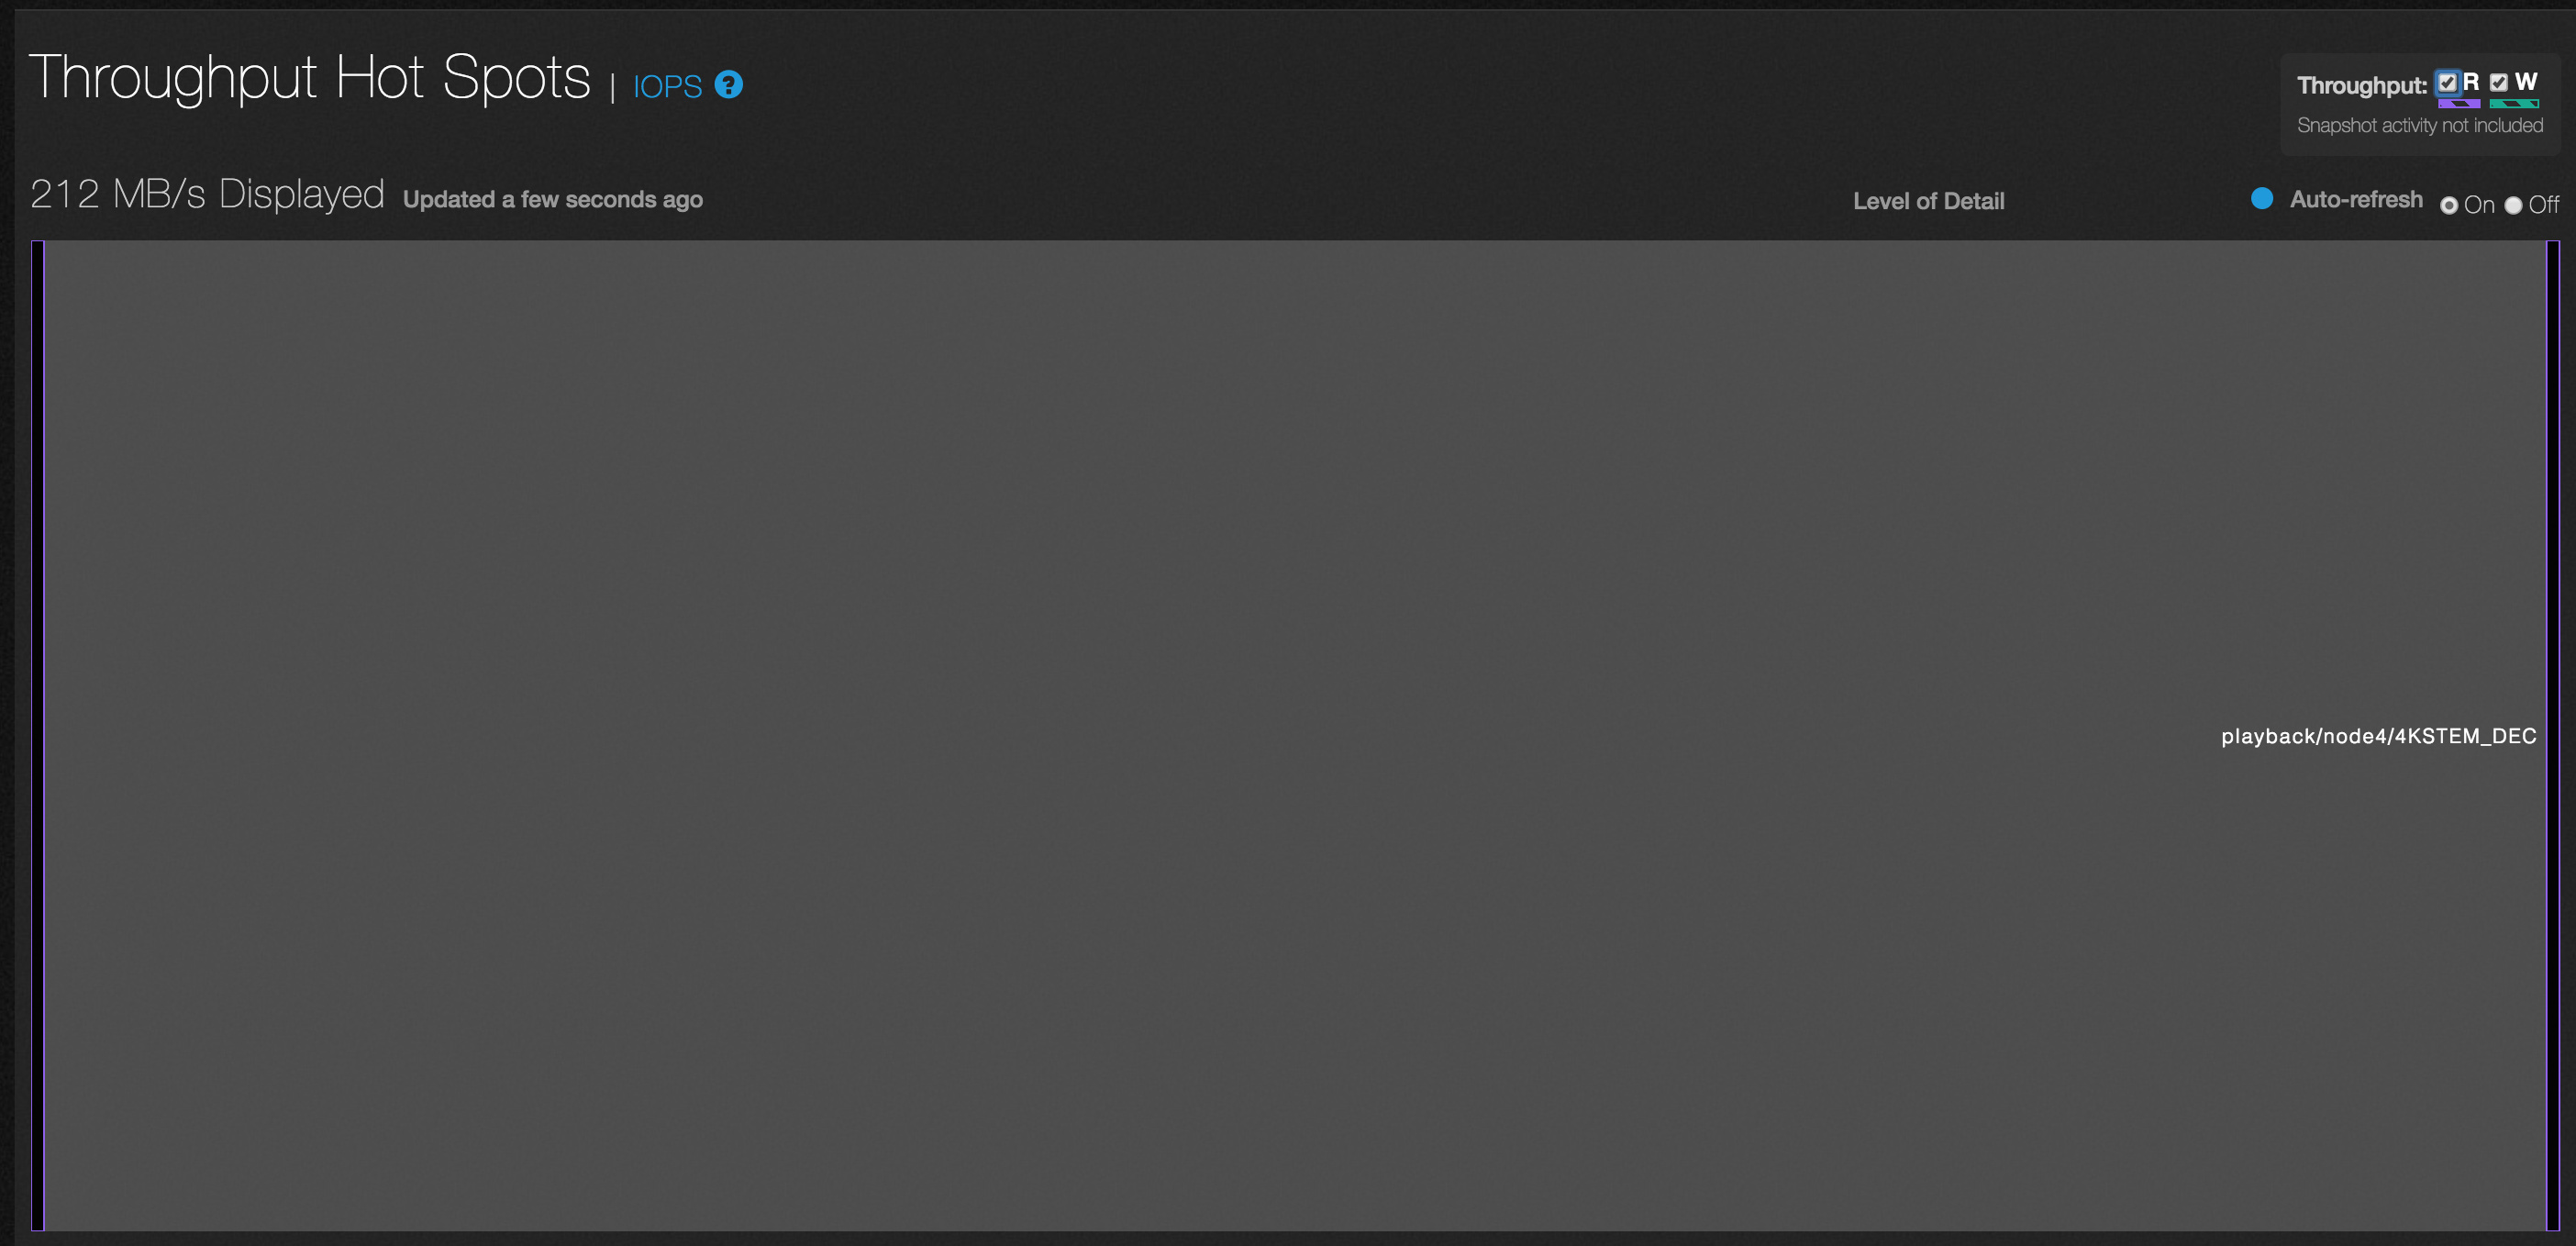 Throughput Hot Spots | IOPS ?
Throughput: R W
Snapshot activity not included
212 MB/s Displayed Updated a few seconds ago Level of Detail Auto-refresh On Off
playback/node4/4KSTEM_DEC